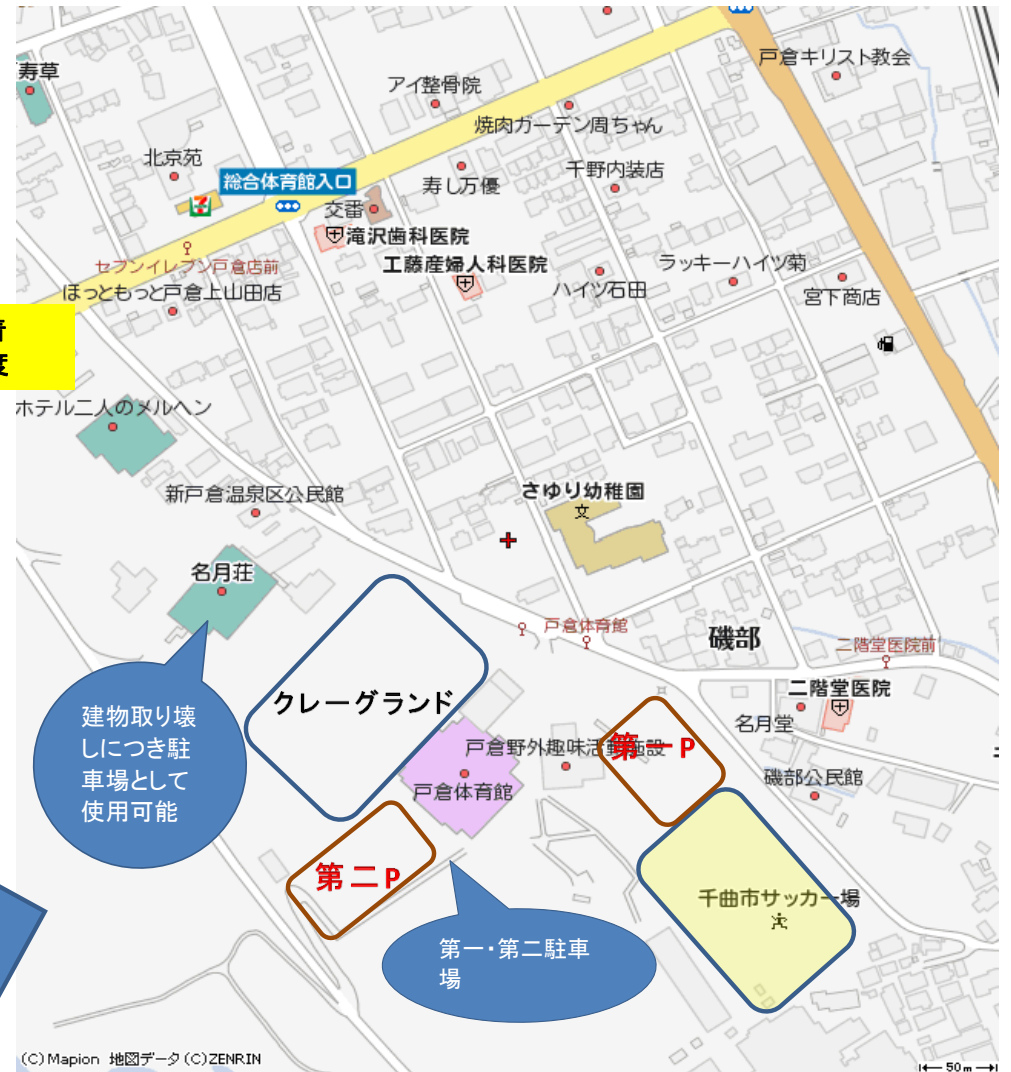 寿草
戸倉キリスト教会
アイ整骨院
焼肉ガーデン周ちゃん
北京苑
千野内装店
総合体育館入口
寿し万優
交番
滝沢歯科医院
セブンイレブン戸倉店前
工藤産婦人科医院
ラッキーハイツ菊
ほっともっと戸倉上山田店
ハイツ石田
宮下商店
度
ホテル二人のメルヘン
新戸倉温泉区公民館
さゆり幼稚園
文
名月荘
戸倉体育館
磯部
二階堂医院前
クレーグランド
二階堂医院
建物取り壊
しにつき駐
車場として
使用可能
名月堂
戸倉野外趣味活動施設
第一P
戸倉体育館
磯部公民館
第二P
千曲市サッカー場
第一・第二駐車
場
(C)Mapion 地図データ(C)ZENRIN
50m